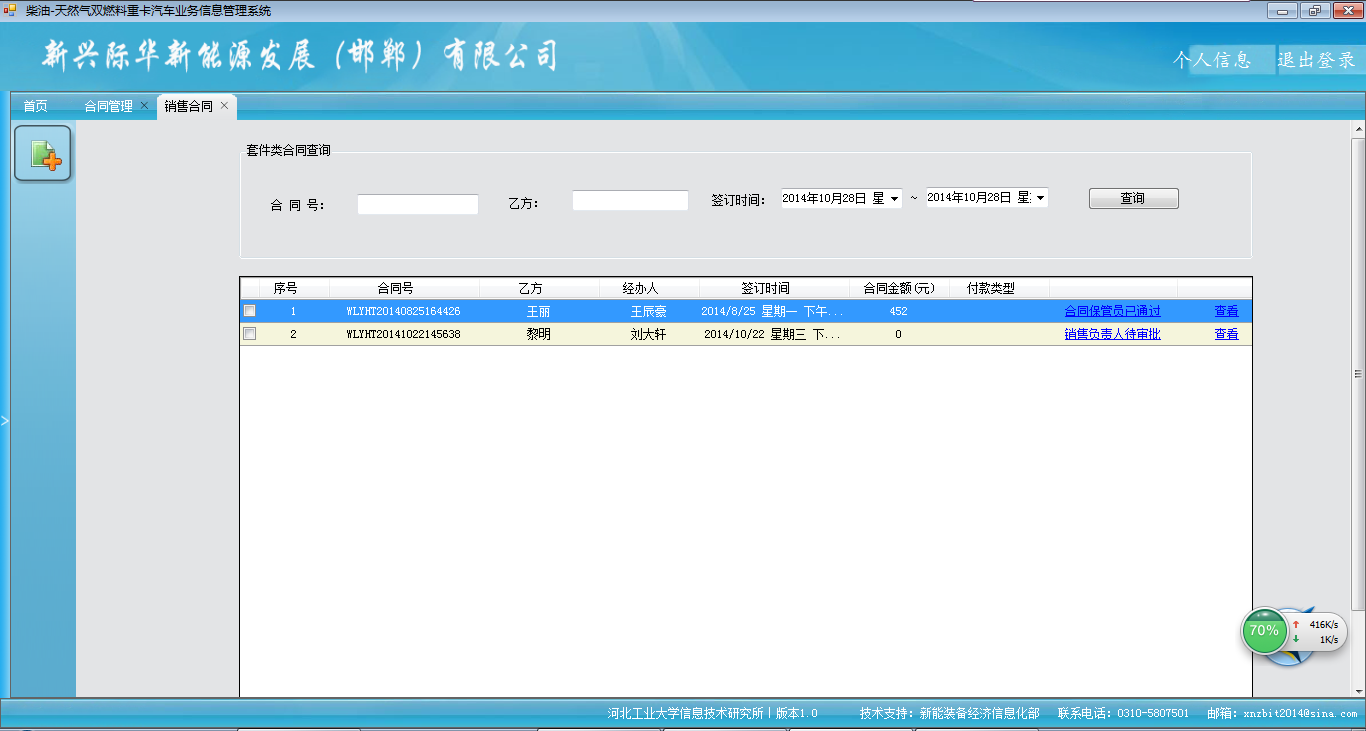 柴油-天然气双燃料重卡汽车业务信息管理系统
新兴际华新能源发展（邯郸）有限公司
个人信息 退出登录
首页 合同管理 × 销售合同 ×
套件类合同查询
合 同 号： 乙方： 签订时间： 2014年10月28日 星 ~ 2014年10月28日 星 查询
序号 合同号 乙方 经办人 签订时间 合同金额(元) 付款类型
1 WLYHT20140825164426 王丽 王辰豪 2014/8/25 星期一 下午... 452 合同保管员已通过 查看
2 WLYHT20141022145638 黎明 刘大轩 2014/10/22 星期三 下... 0 销售负责人待审批 查看
>
70% 416K/s
1K/s
河北工业大学信息技术研究所 | 版本1.0 技术支持：新能装备经济信息化部 联系电话：0310-5807501 邮箱：xnzbit2014@sina.com